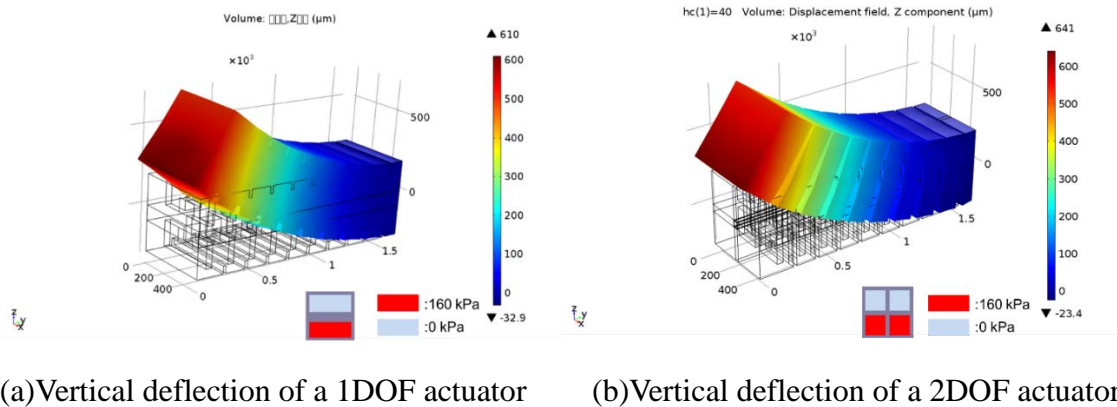 Volume: □□□,Z□□ (µm)
×10³
▲ 610
600
500
400
300
200
100
0
▼ -32.9
500
0
0
200
400
0
0.5
1
1.5
z
y
x
:160 kPa
:0 kPa
hc(1)=40 Volume: Displacement field, Z component (µm)
×10³
▲ 641
600
500
400
300
200
100
0
▼ -23.4
500
0
0
200
400
0
0.5
1
1.5
z
y
x
:160 kPa
:0 kPa
(a)Vertical deflection of a 1DOF actuator
(b)Vertical deflection of a 2DOF actuator